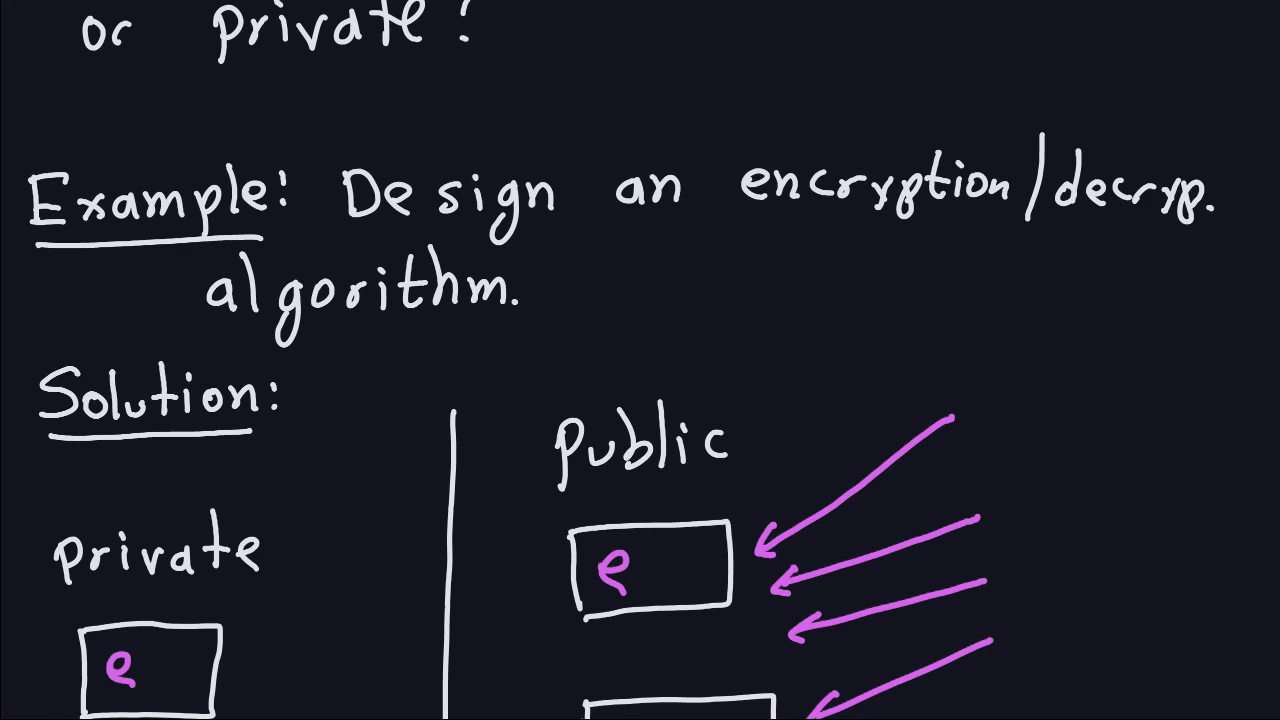 or private?
Example: Design an encryption/decryp.
algorithm.
Solution:
public
private
e
e